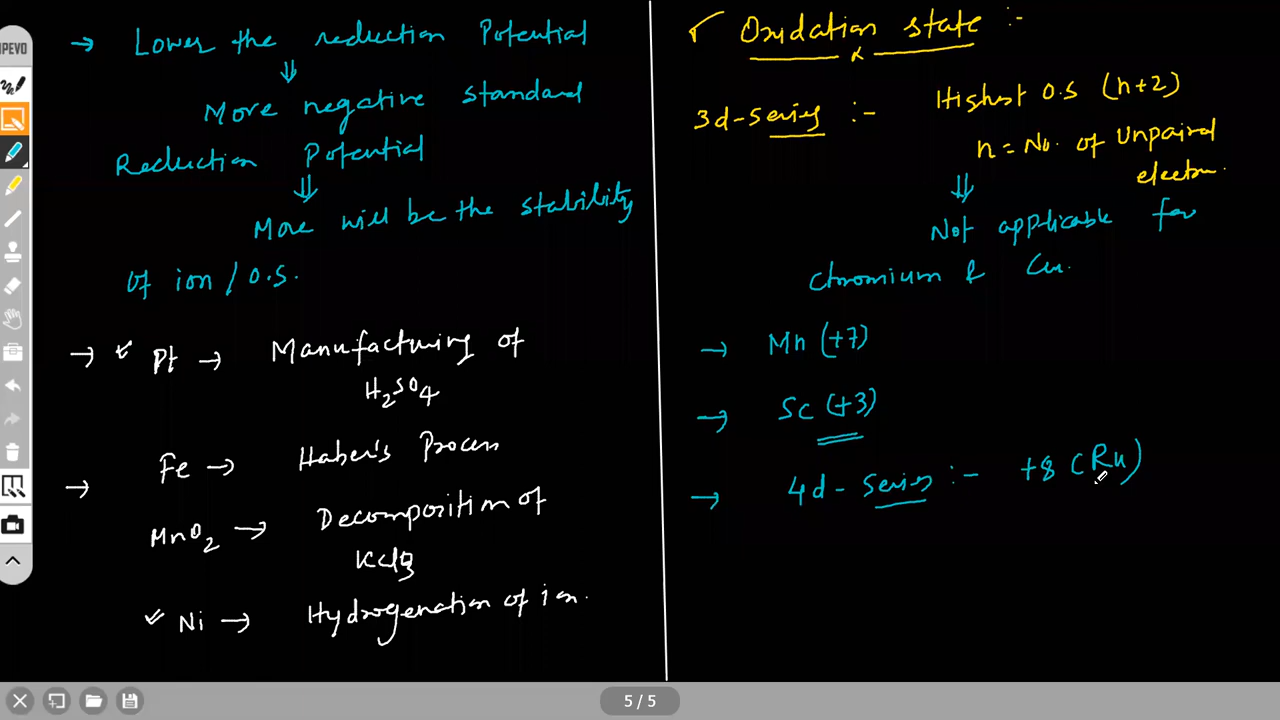 IPEVO
→ Lower the reduction Potential
⇓
More negative standard
Reduction Potential
⇓
More will be the stability
Of ion / O.S.
→ ✓ Pt → Manufacturing of
H2SO4
→ Fe → Haber's Process
MnO2 → Decomposition of
KClO3
✓ Ni → Hydrogenation of ion.
✓ Oxidation state :-
3d-Series :- Highest O.S (n+2)
n = No. of Unpaired
electron.
⇓
Not applicable for
Chromium & Cu.
→ Mn (+7)
→ Sc (+3)
→ 4d - Series :- +8 (Ru)
5 / 5